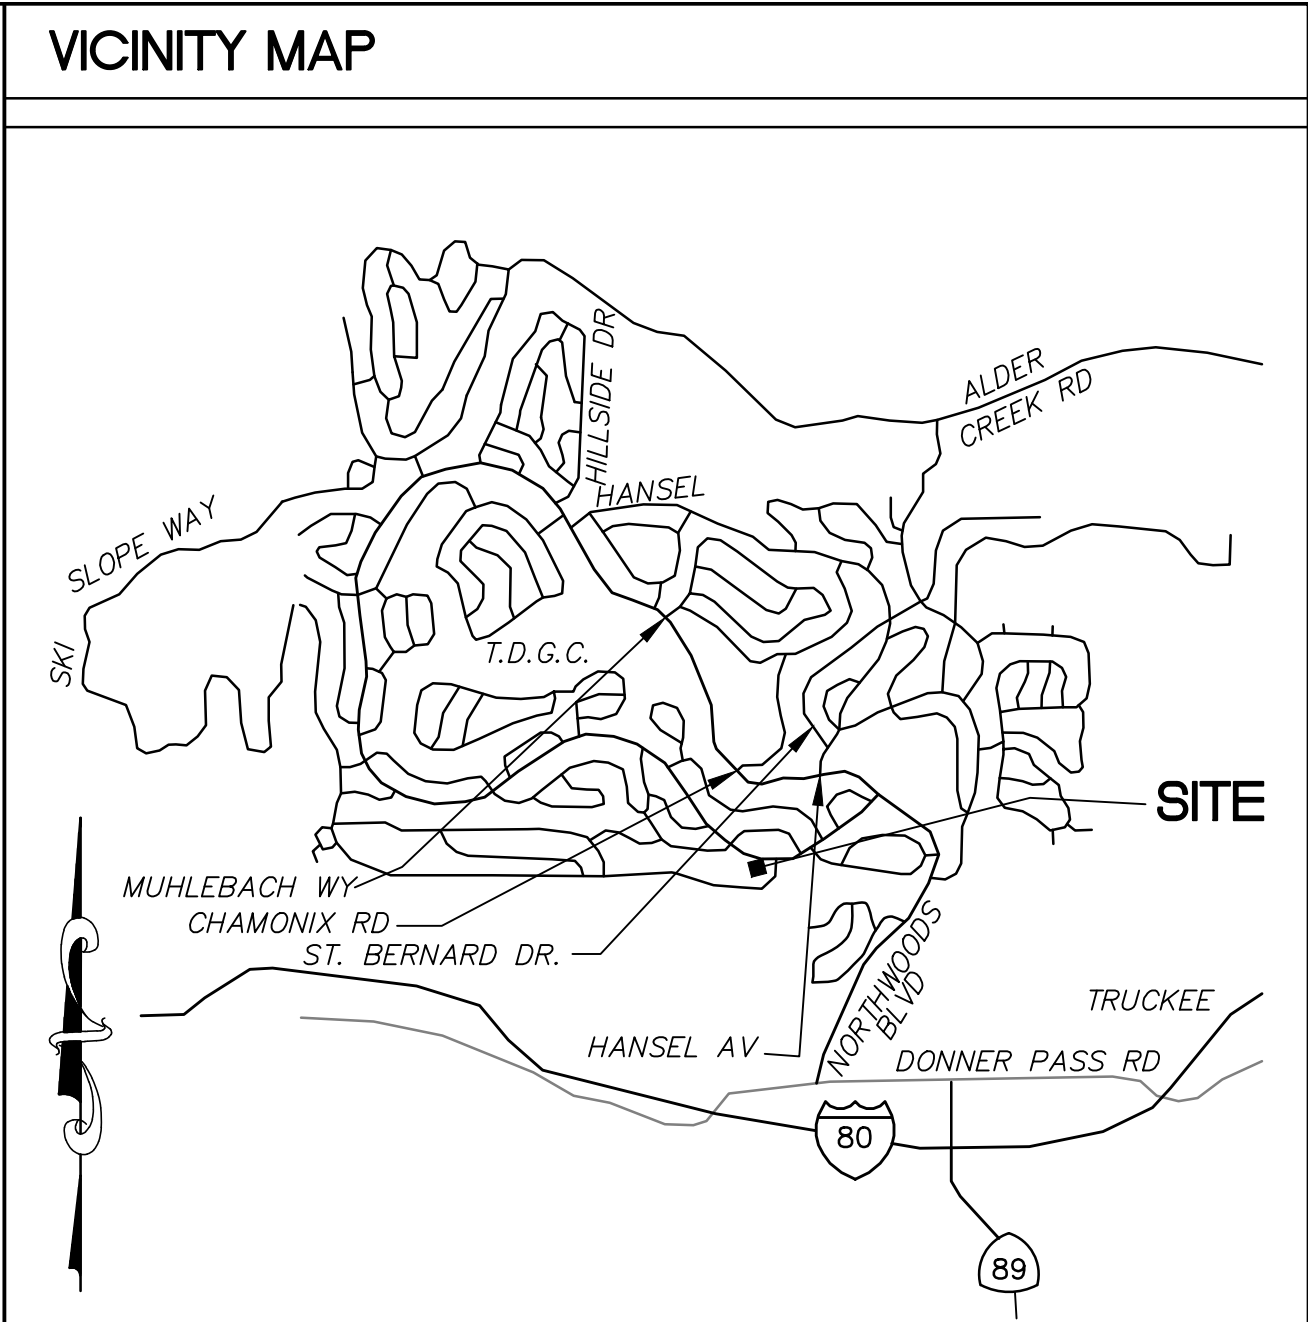 VICINITY MAP
HILLSIDE DR
ALDER
CREEK RD
HANSEL
SLOPE WAY
SKI
T.D.G.C.
SITE
MUHLEBACH WY
CHAMONIX RD
ST. BERNARD DR.
NORTHWOODS
BLVD
TRUCKEE
HANSEL AV
DONNER PASS RD
80
89